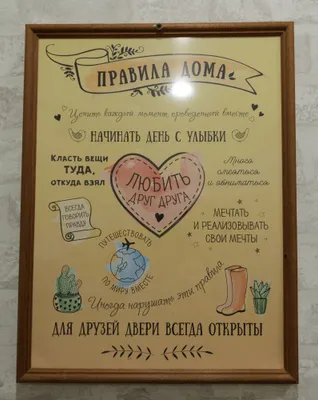 ПРАВИЛА ДОМА
Ценить каждый момент, проведенный вместе
НАЧИНАТЬ ДЕНЬ С УЛЫБКИ
КЛАСТЬ ВЕЩИ
ТУДА,
ОТКУДА ВЗЯЛ
ЛЮБИТЬ
ДРУГ ДРУГА
Много
смеяться
и обниматься
ВСЕГДА
ГОВОРИТЬ
ПРАВДУ
МЕЧТАТЬ
И РЕАЛИЗОВЫВАТЬ
СВОИ МЕЧТЫ
ПУТЕШЕСТВОВАТЬ
ПО МИРУ ВМЕСТЕ
Иногда нарушать эти правила
ДЛЯ ДРУЗЕЙ ДВЕРИ ВСЕГДА ОТКРЫТЫ